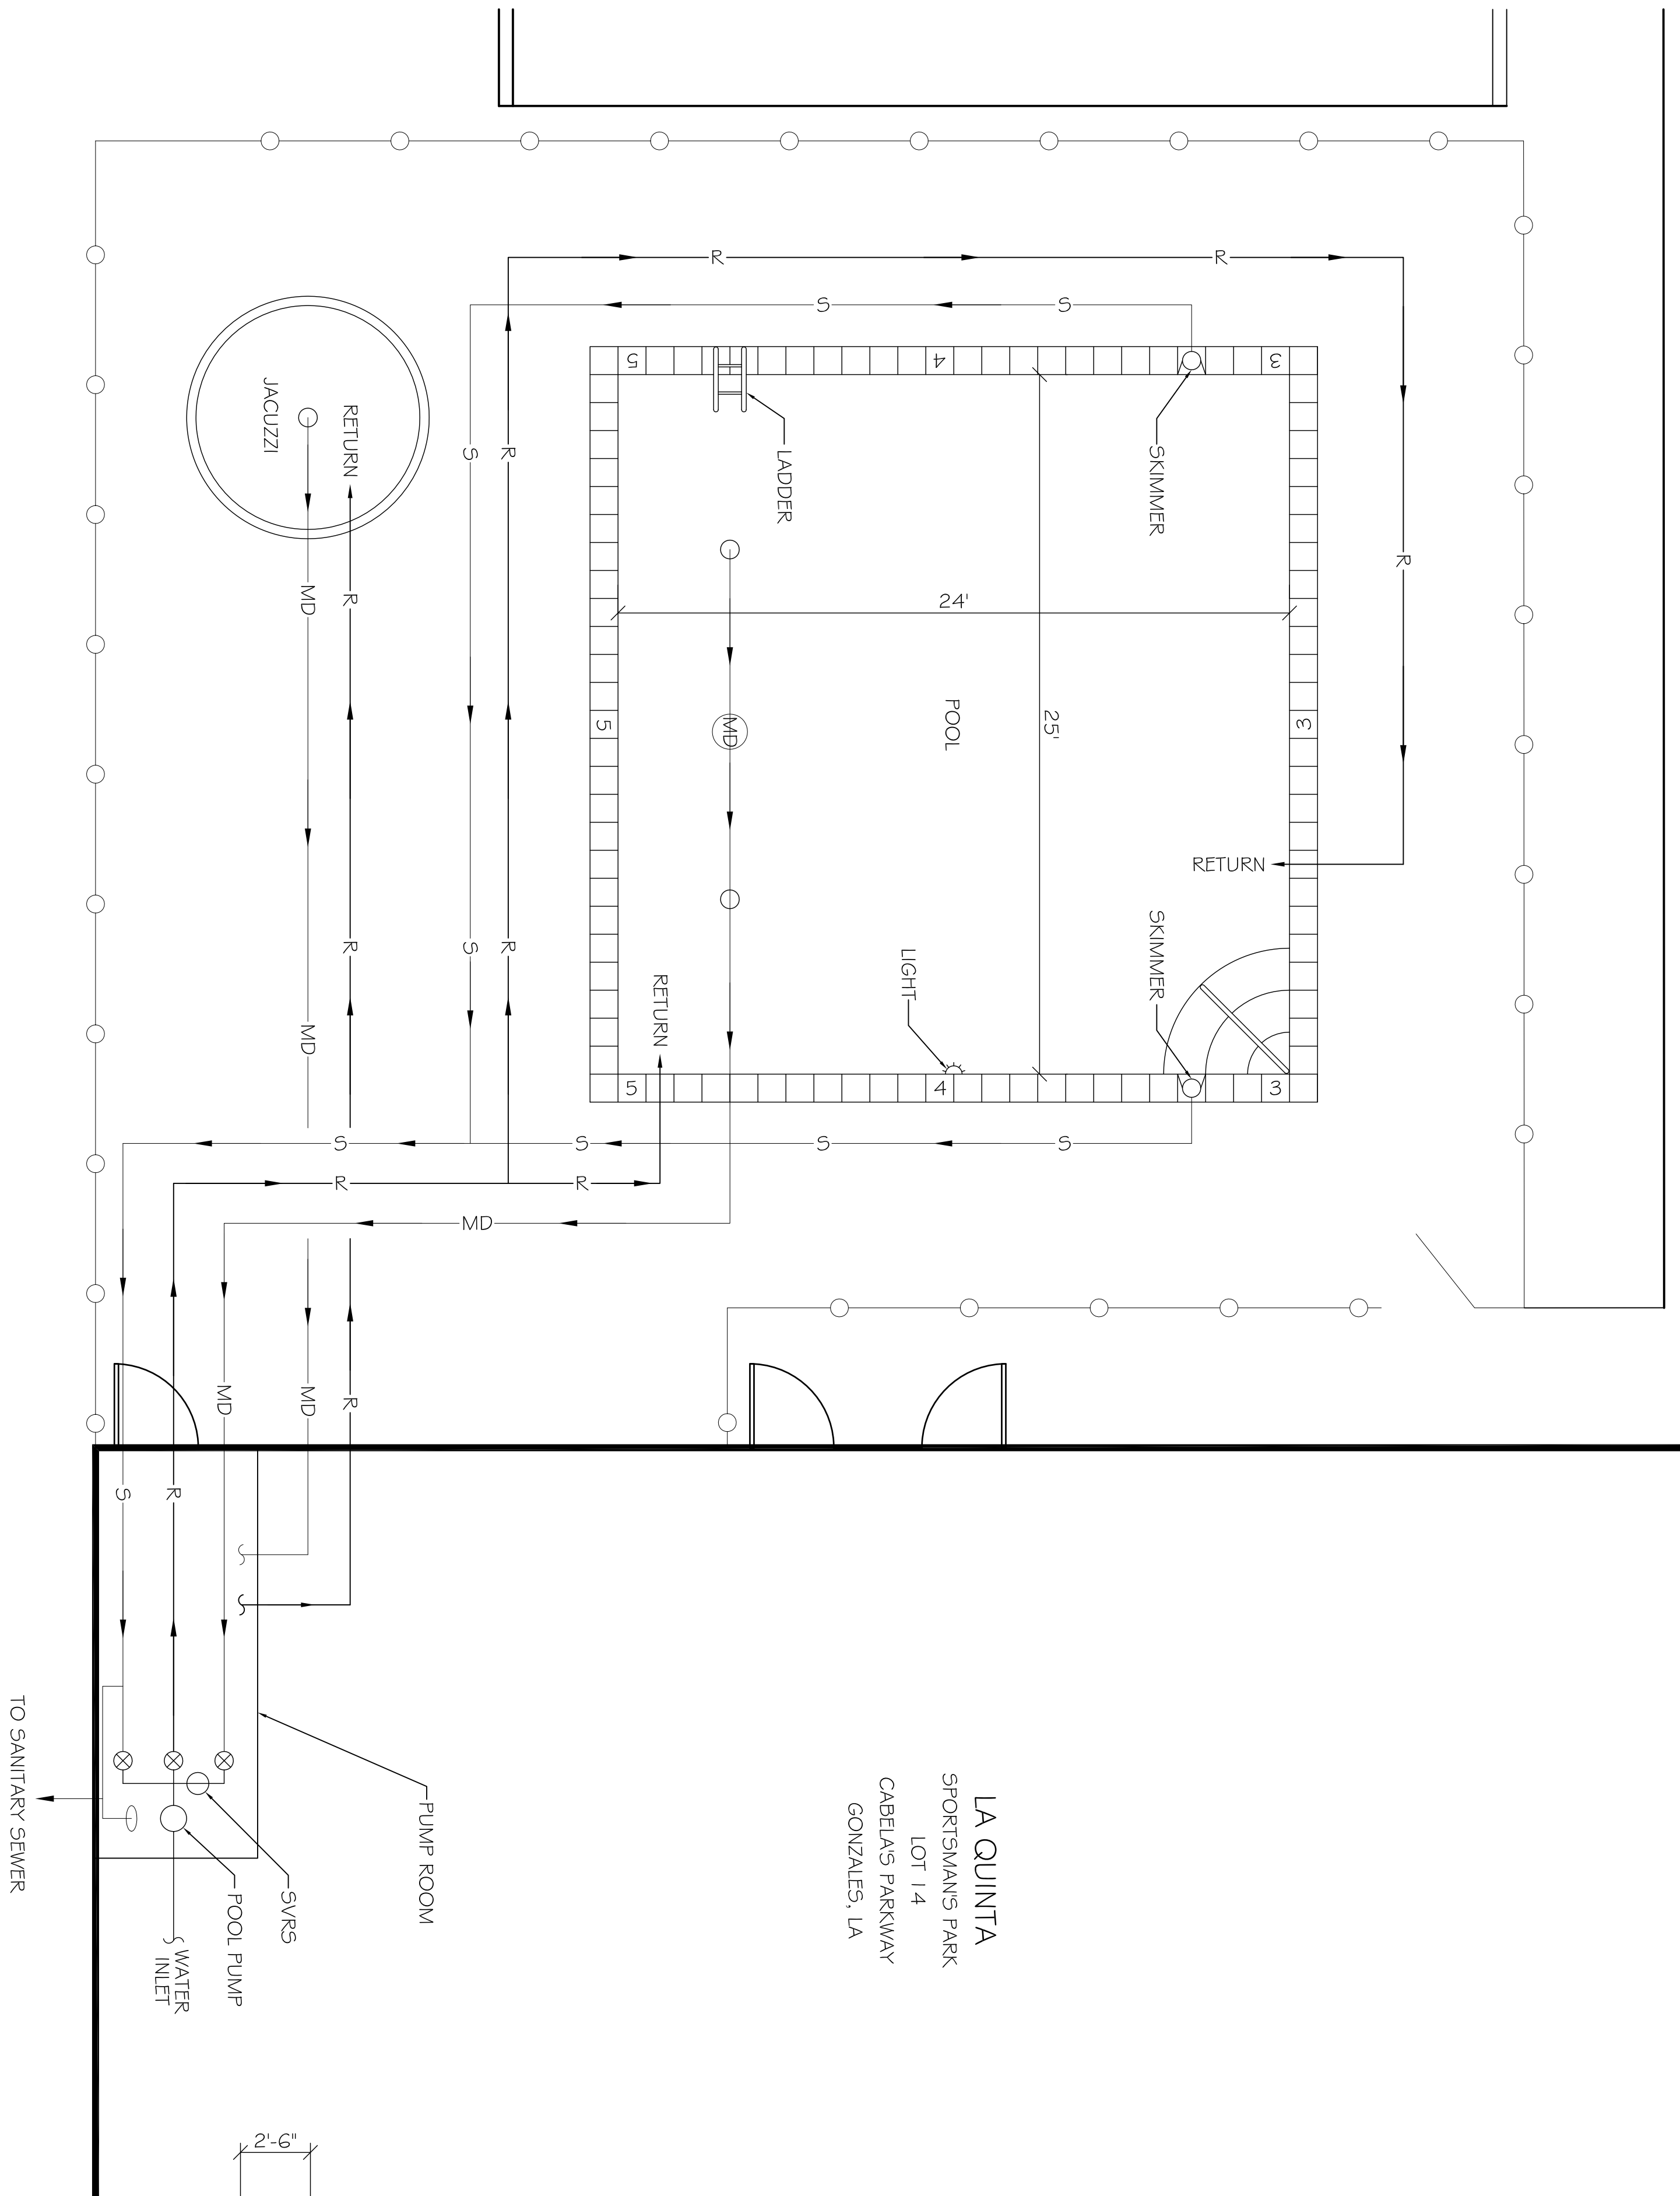 R
R
S
S
5
4
3
JACUZZI
RETURN
S
R
LADDER
SKIMMER
R
MD
R
24'
5
MD
POOL
25'
3
RETURN
R
S
R
RETURN
LIGHT
SKIMMER
MD
5
4
3
S
S
S
S
R
R
MD
MD
MD
R
S
R
TO SANITARY SEWER
PUMP ROOM
SVRS
POOL PUMP
WATER
INLET
LA QUINTA
SPORTSMAN'S PARK
LOT 14
CABELA'S PARKWAY
GONZALES, LA
2'-6"